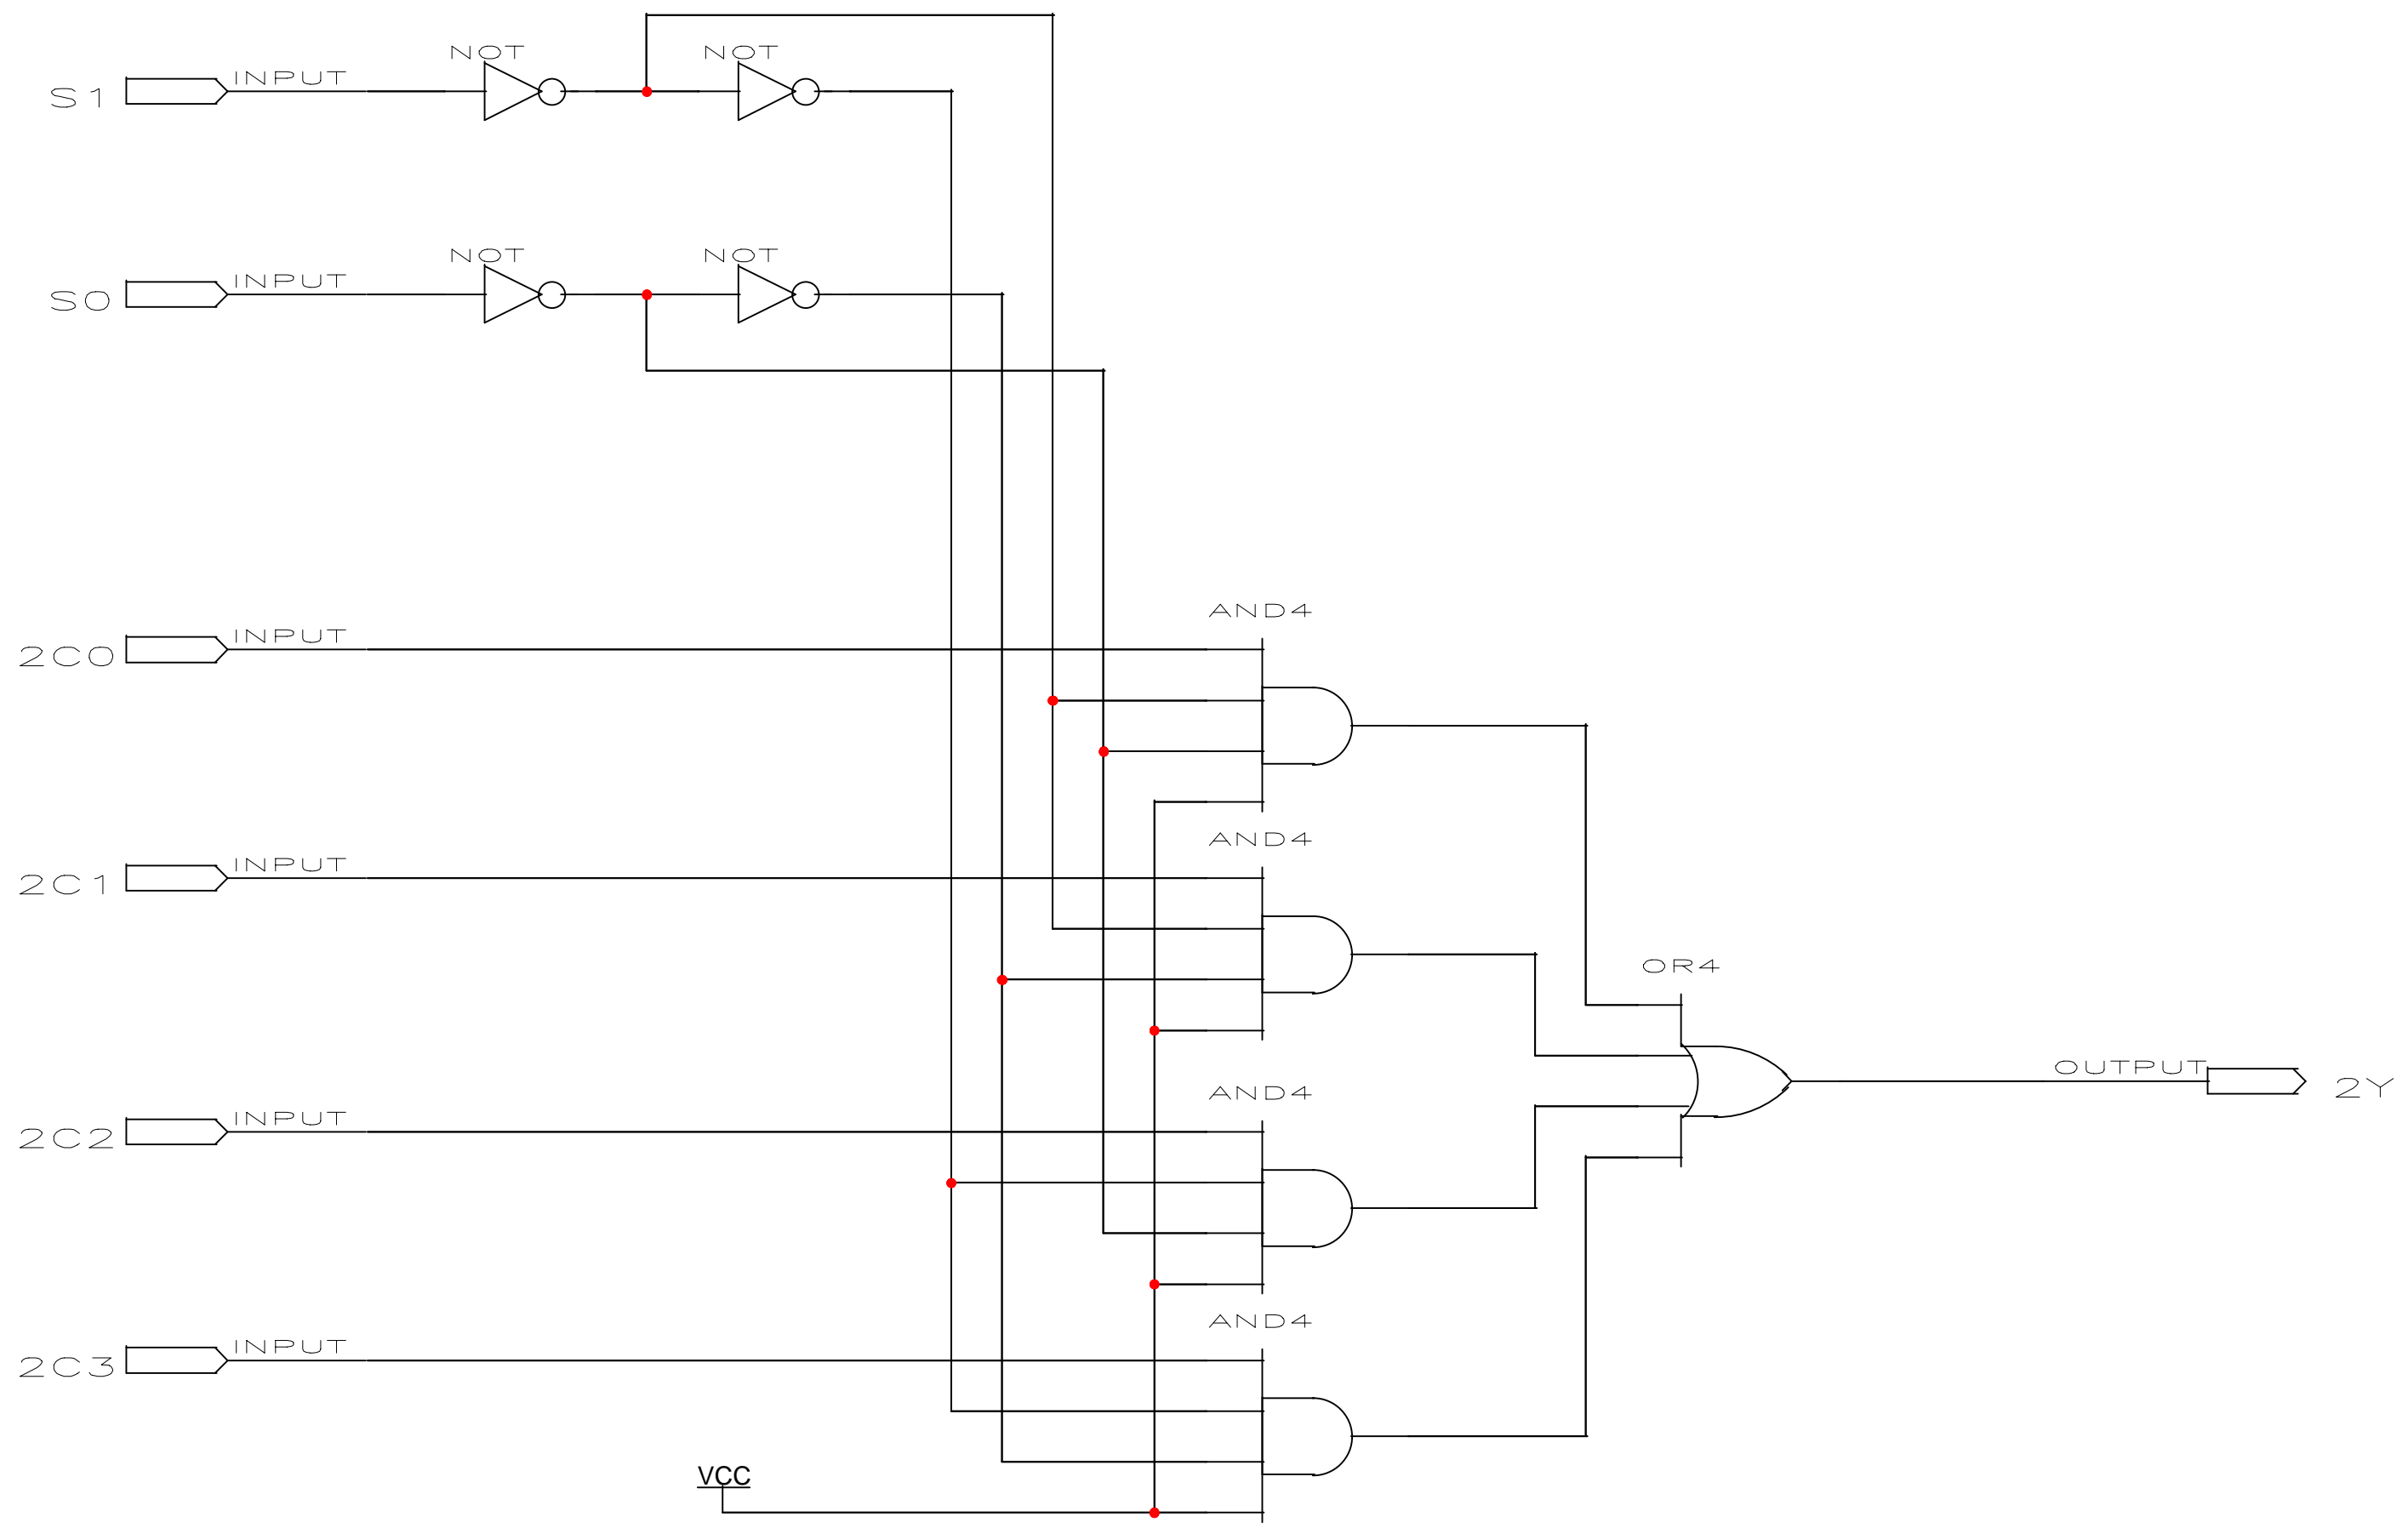 NOT NOT
S1 INPUT
NOT NOT
S0 INPUT
AND4
2C0 INPUT
AND4
2C1 INPUT
OR4
OUTPUT 2Y
AND4
2C2 INPUT
AND4
2C3 INPUT
VCC